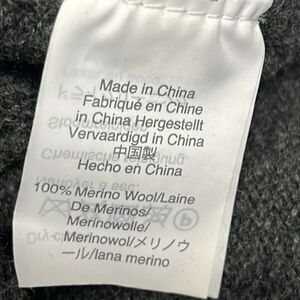 Made in China
Fabriqué en Chine
in China Hergestellt
Vervaardigd in China
中国製
Hecho en China
100% Merino Wool/Laine
De Merinos/
Merinowolle/
Merinowol/メリノウ
ール/lana merino